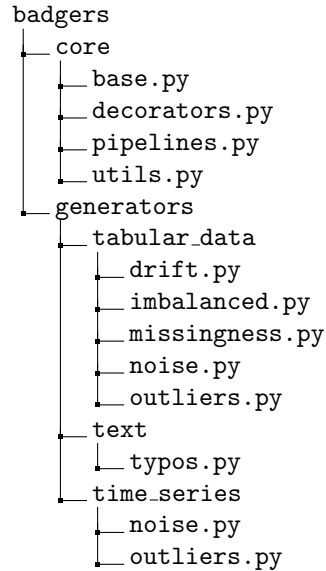 badgers
core
base.py
decorators.py
pipelines.py
utils.py
generators
tabular_data
drift.py
imbalanced.py
missingness.py
noise.py
outliers.py
text
typos.py
time_series
noise.py
outliers.py